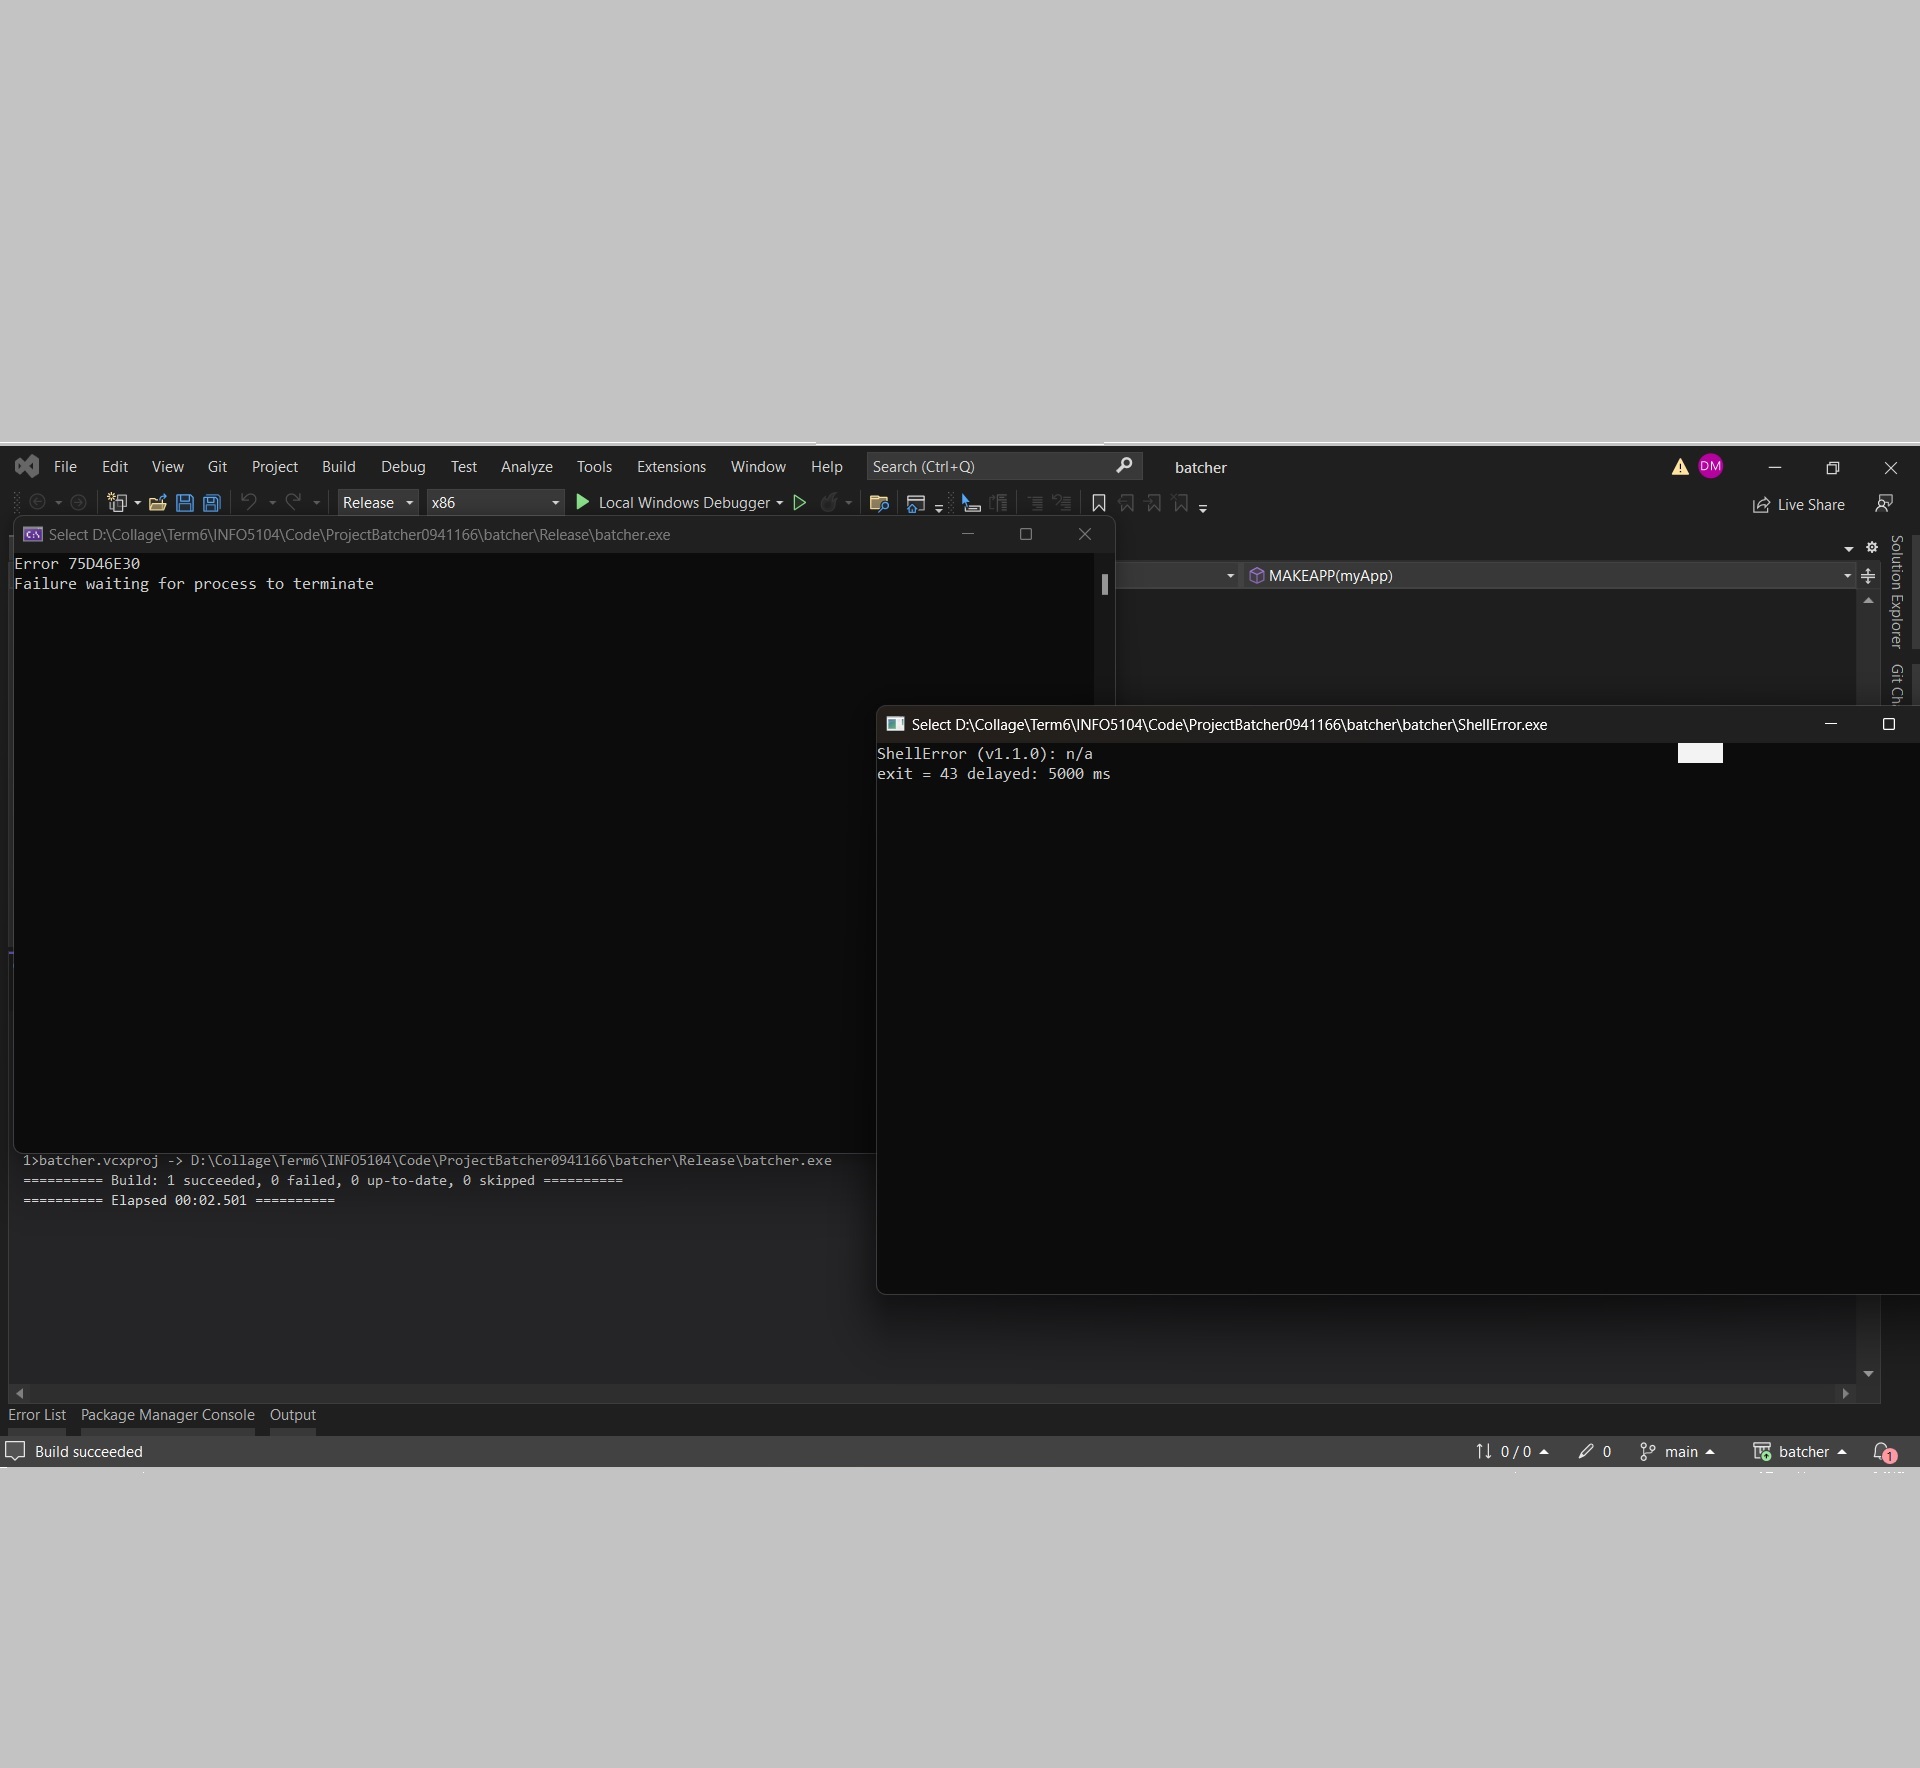 File Edit View Git Project Build Debug Test Analyze Tools Extensions Window Help Search (Ctrl+Q) batcher DM
Release x86 Local Windows Debugger Live Share
Select D:\Collage\Term6\INFO5104\Code\ProjectBatcher0941166\batcher\Release\batcher.exe
Error 75D46E30
Failure waiting for process to terminate
MAKEAPP(myApp)
Solution Explorer
Git Ch
Select D:\Collage\Term6\INFO5104\Code\ProjectBatcher0941166\batcher\batcher\ShellError.exe
ShellError (v1.1.0): n/a
exit = 43 delayed: 5000 ms
1>batcher.vcxproj -> D:\Collage\Term6\INFO5104\Code\ProjectBatcher0941166\batcher\Release\batcher.exe
========== Build: 1 succeeded, 0 failed, 0 up-to-date, 0 skipped ==========
========== Elapsed 00:02.501 ==========
Error List Package Manager Console Output
Build succeeded 0 / 0 0 main batcher 1